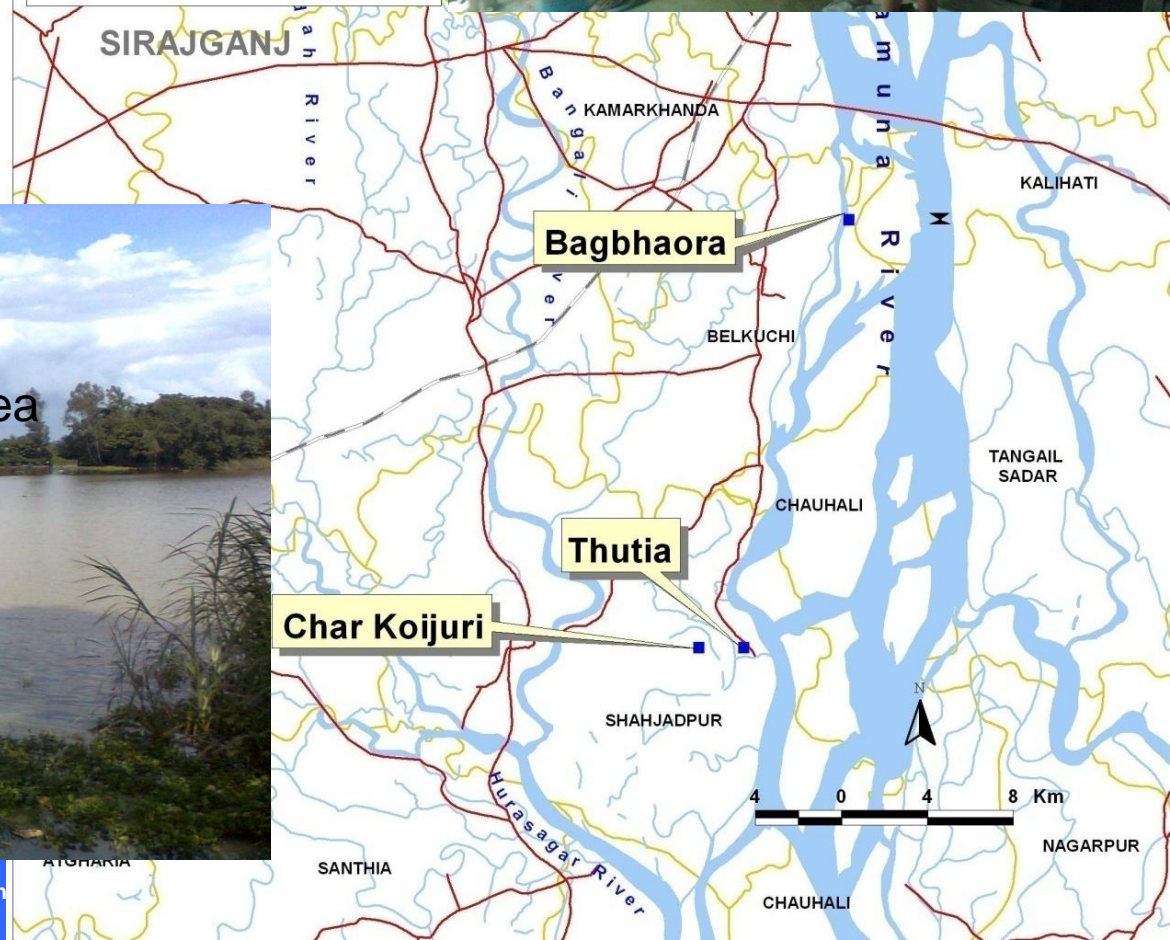 SIRAJGANJ
River
Bangali
KAMARKHANDA
amuna River
KALIHATI
Bagbhaora
BELKUCHI
ea
TANGAIL
SADAR
CHAUHALI
Thutia
Char Koijuri
N
SHAHJADPUR
4 0 4 8 Km
Hurasagar River
NAGARPUR
ATGHARIA
SANTHIA
CHAUHALI